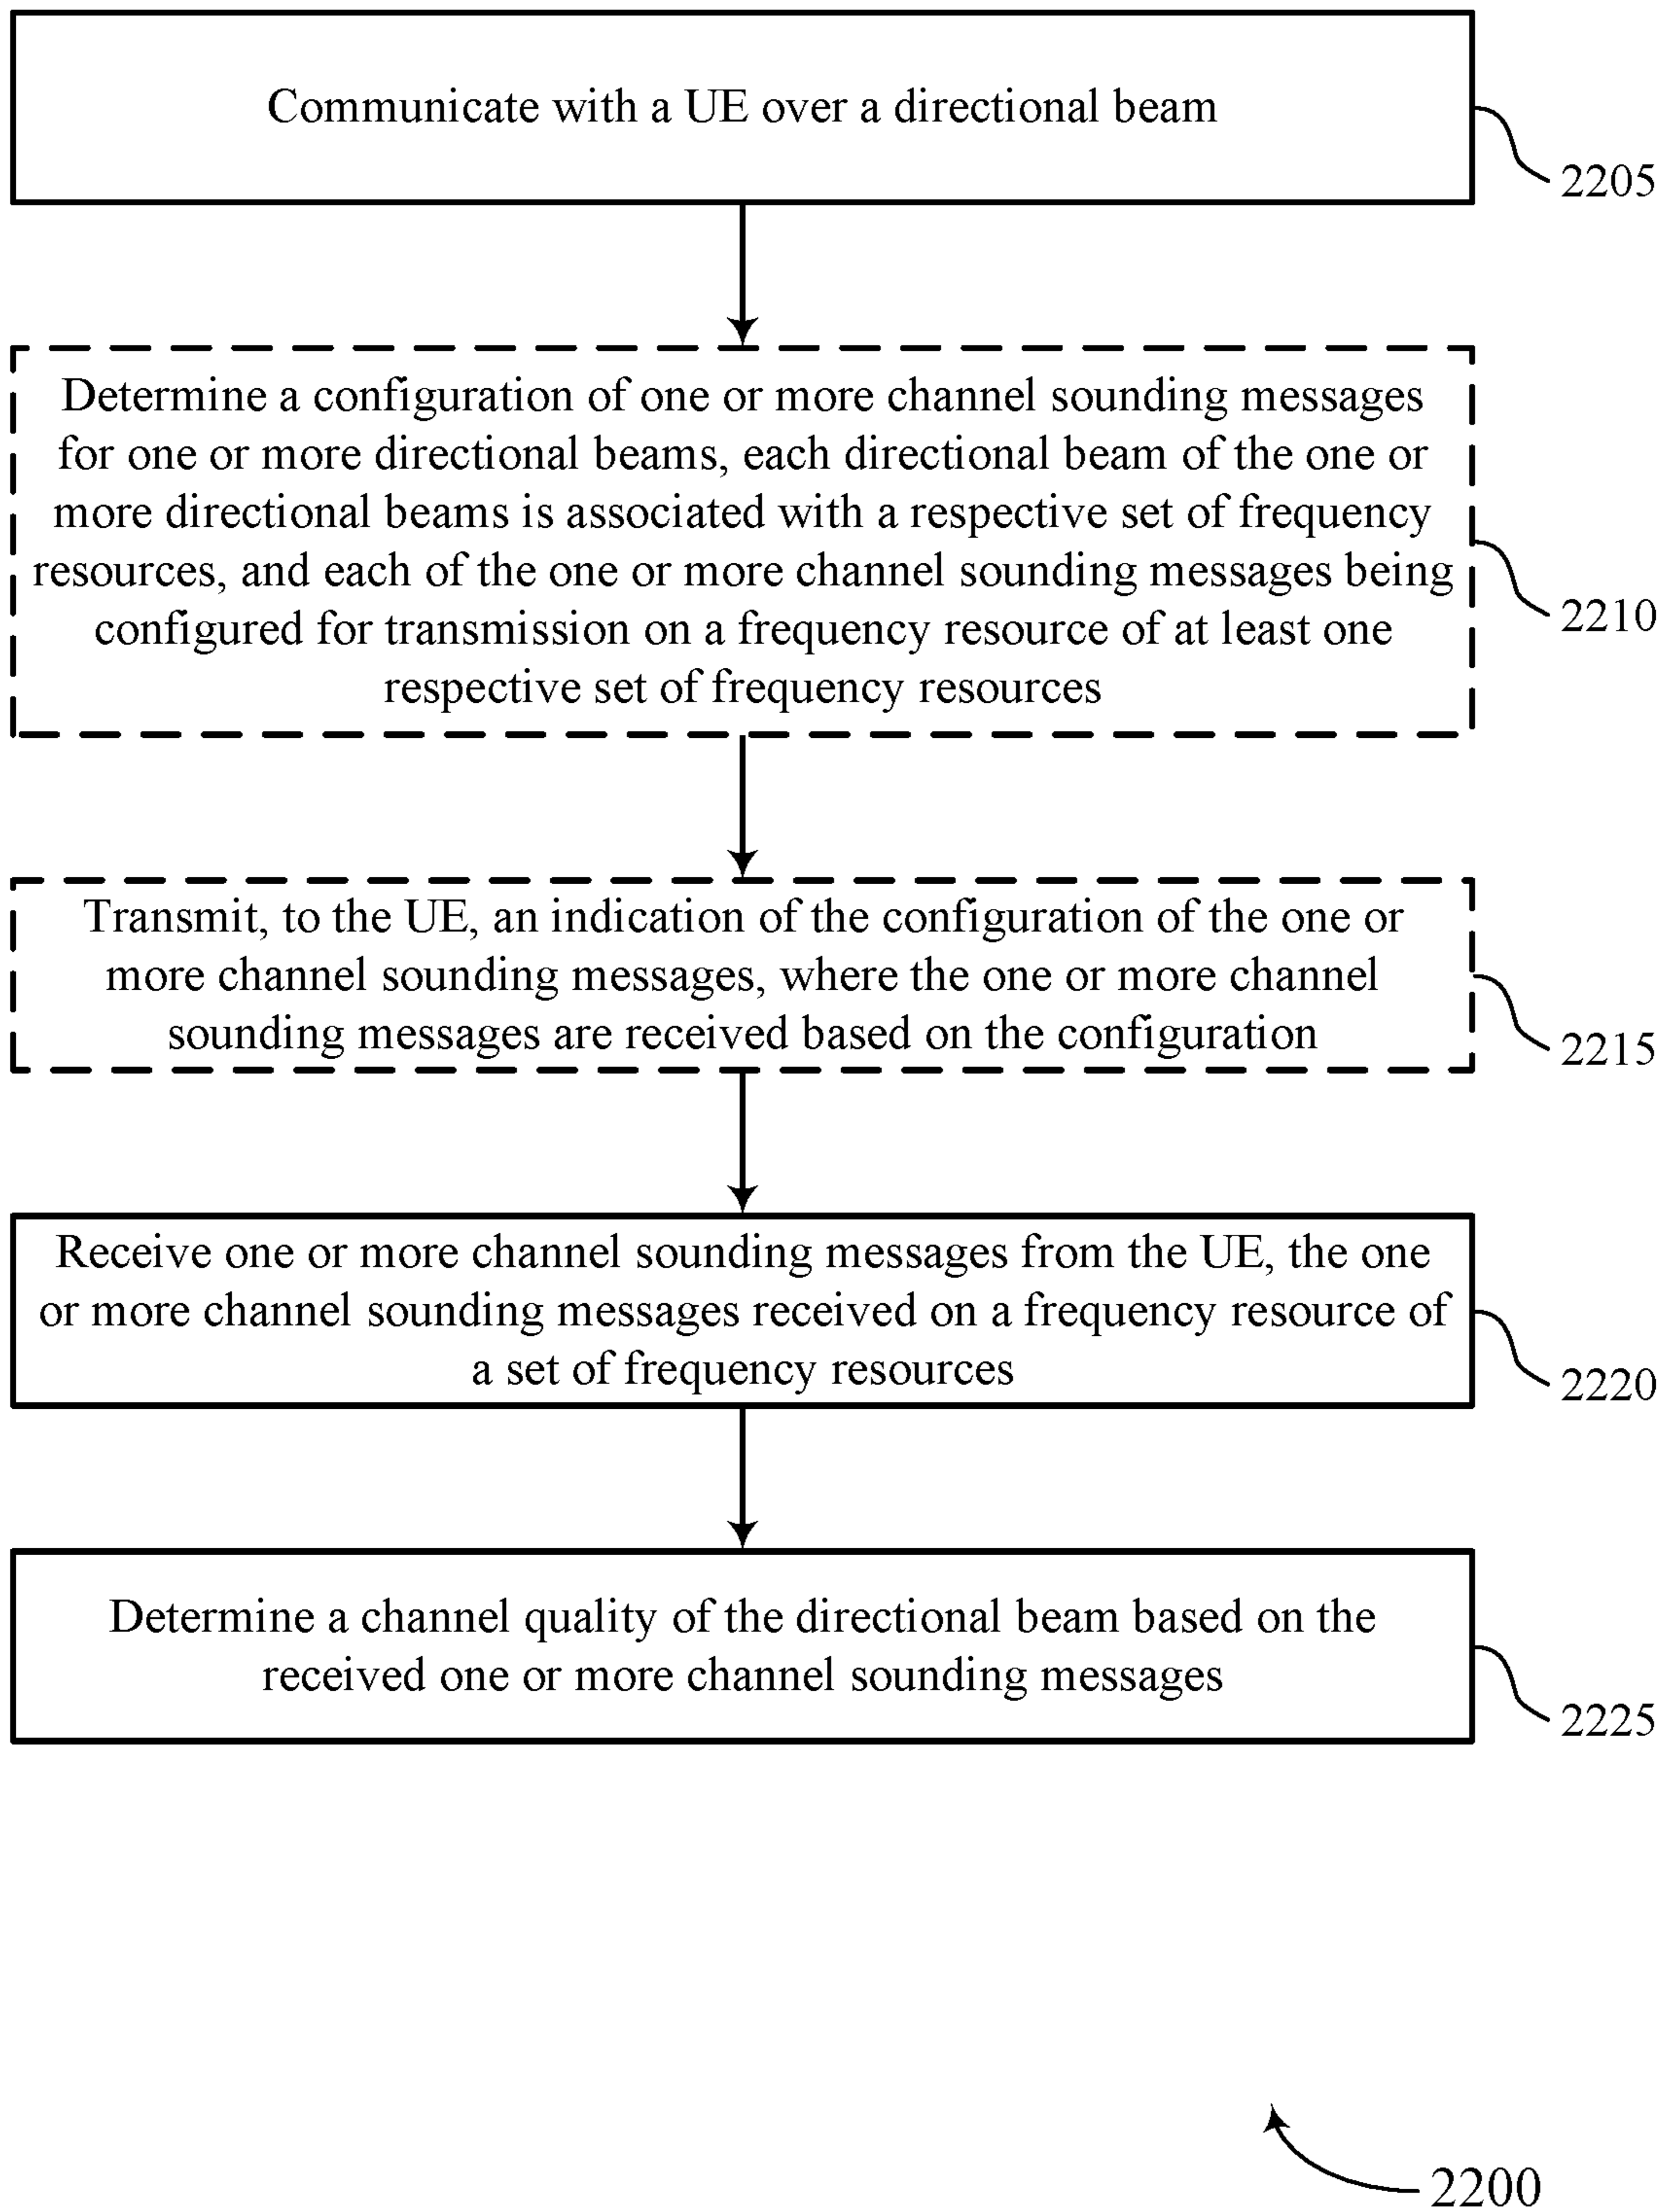 Communicate with a UE over a directional beam
2205
Determine a configuration of one or more channel sounding messages
for one or more directional beams, each directional beam of the one or
more directional beams is associated with a respective set of frequency
resources, and each of the one or more channel sounding messages being
configured for transmission on a frequency resource of at least one
respective set of frequency resources
2210
Transmit, to the UE, an indication of the configuration of the one or
more channel sounding messages, where the one or more channel
sounding messages are received based on the configuration
2215
Receive one or more channel sounding messages from the UE, the one
or more channel sounding messages received on a frequency resource of
a set of frequency resources
2220
Determine a channel quality of the directional beam based on the
received one or more channel sounding messages
2225
2200